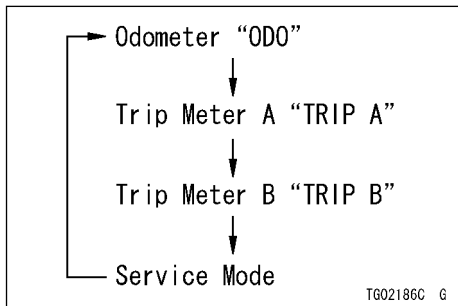 Odometer “ODO”
Trip Meter A “TRIP A”
Trip Meter B “TRIP B”
Service Mode
TG02186C G